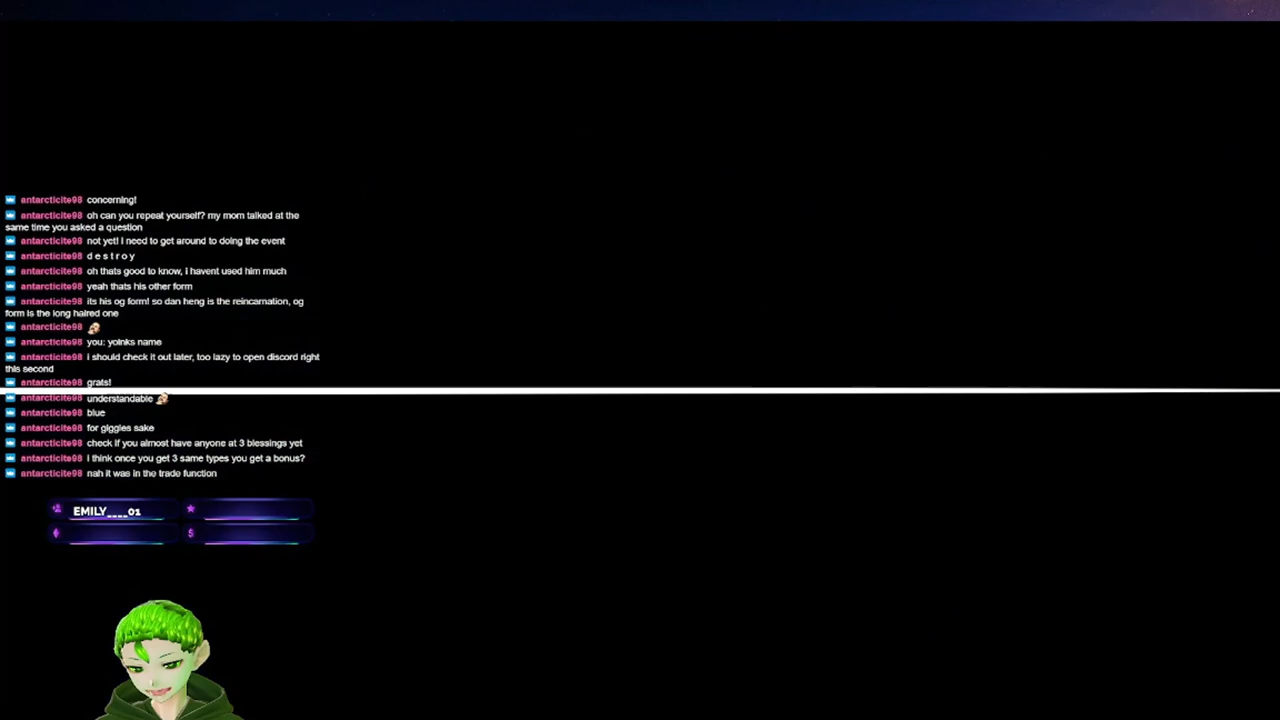 antarcticite98 concerning!
antarcticite98 oh can you repeat yourself? my mom talked at the
same time you asked a question
antarcticite98 not yet! i need to get around to doing the event
antarcticite98 d e s t r o y
antarcticite98 oh thats good to know, i havent used him much
antarcticite98 yeah thats his other form
antarcticite98 its his og form! so dan heng is the reincarnation, og
form is the long haired one
antarcticite98
antarcticite98 you: yoinks name
antarcticite98 i should check it out later, too lazy to open discord right
this second
antarcticite98 grats!
antarcticite98 understandable
antarcticite98 blue
antarcticite98 for giggles sake
antarcticite98 check if you almost have anyone at 3 blessings yet
antarcticite98 i think once you get 3 same types you get a bonus?
antarcticite98 nah it was in the trade function
EMILY____01
$